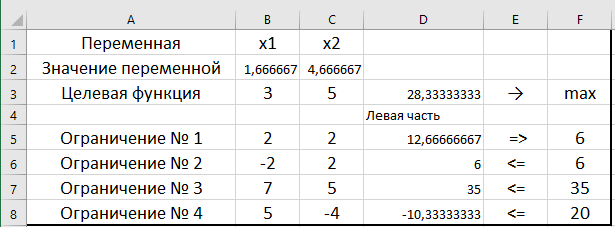 A B C D E F
1 Переменная x1 x2
2 Значение переменной 1,666667 4,666667
3 Целевая функция 3 5 28,33333333 → max
4 Левая часть
5 Ограничение № 1 2 2 12,66666667 => 6
6 Ограничение № 2 -2 2 6 <= 6
7 Ограничение № 3 7 5 35 <= 35
8 Ограничение № 4 5 -4 -10,33333333 <= 20